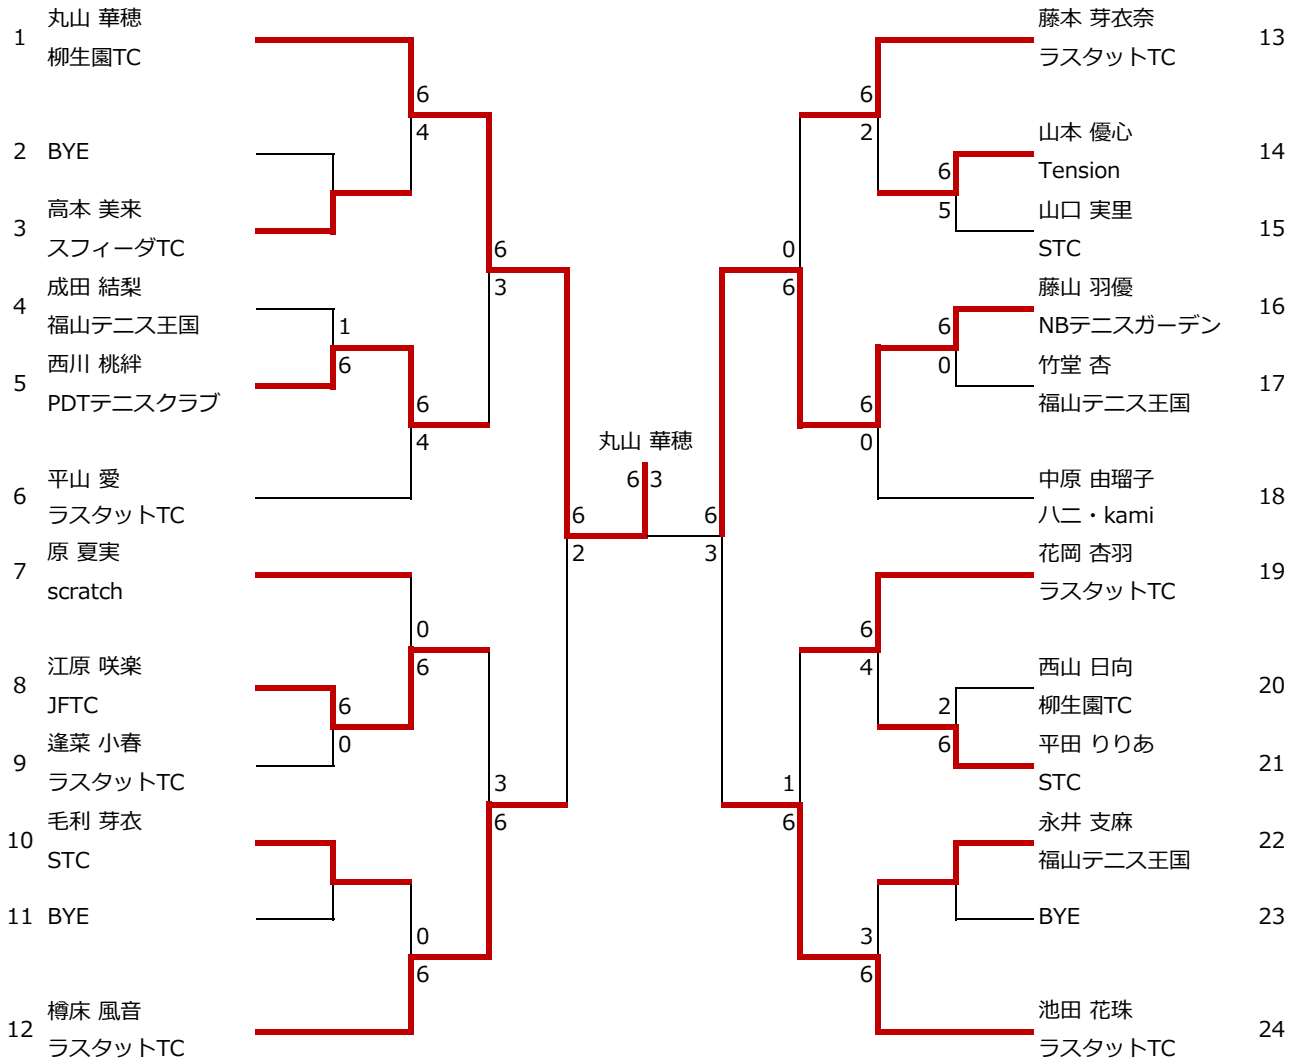 1
丸山 華穂
柳生園TC
6
4
2
BYE
3
高本 美来
スフィーダTC
6
3
4
成田 結梨
福山テニス王国
1
6
5
西川 桃絆
PDTテニスクラブ
6
4
6
平山 愛
ラスタットTC
6
2
7
原 夏実
scratch
0
6
8
江原 咲楽
JFTC
6
0
9
逢菜 小春
ラスタットTC
3
6
10
毛利 芽衣
STC
11
BYE
0
6
12
樽床 風音
ラスタットTC
丸山 華穂
6 3
藤本 芽衣奈
ラスタットTC
13
6
2
山本 優心
Tension
14
6
5
山口 実里
STC
15
0
6
藤山 羽優
NBテニスガーデン
16
6
0
竹堂 杏
福山テニス王国
17
6
0
中原 由瑠子
ハニ・kami
18
6
3
花岡 杏羽
ラスタットTC
19
6
4
西山 日向
柳生園TC
20
2
6
平田 りりあ
STC
21
1
6
永井 支麻
福山テニス王国
22
BYE
23
3
6
池田 花珠
ラスタットTC
24